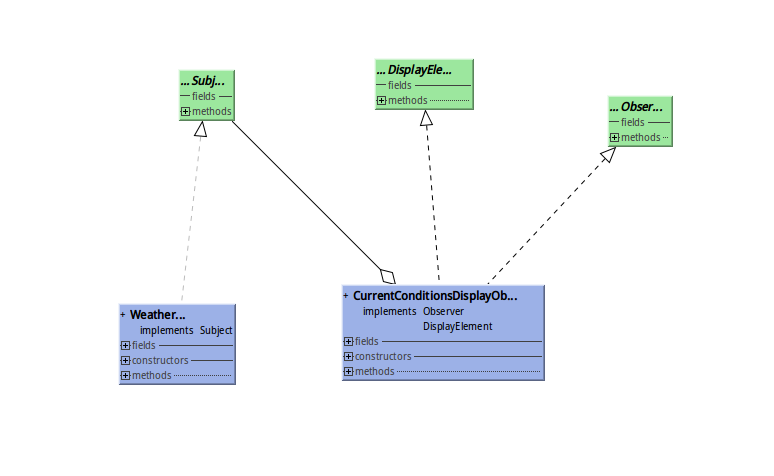 ...Subj...
fields
methods
...DisplayEle...
fields
methods
...Obser...
fields
methods
+ Weather...
implements Subject
fields
constructors
methods
+ CurrentConditionsDisplayOb...
implements Observer
DisplayElement
fields
constructors
methods